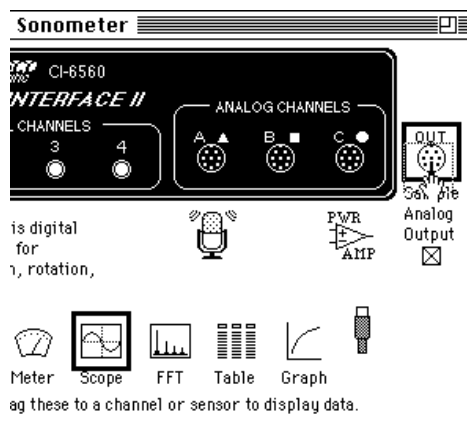 Sonometer
CI-6560
INTERFACE II
ANALOG CHANNELS
CHANNELS
3 4
A B C
OUT
Analog
Output
PWR
AMP
is digital
for
, rotation,
Meter Scope FFT Table Graph
ag these to a channel or sensor to display data.